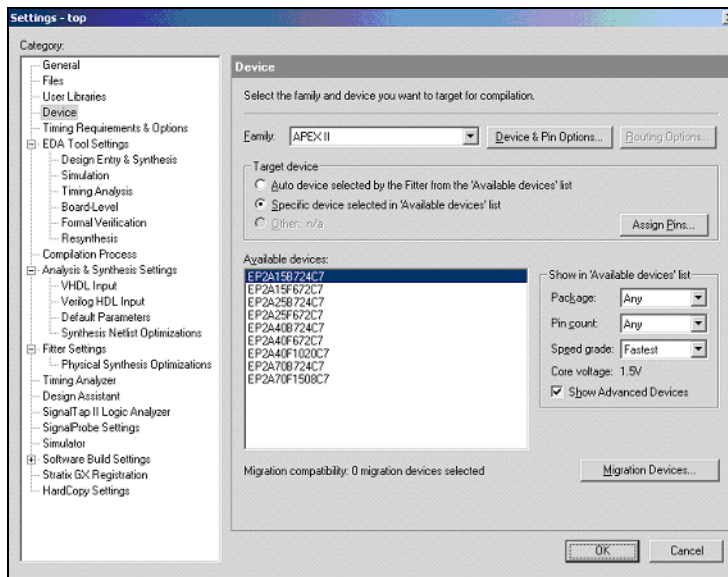 Settings - top
Category:
General
Files
User Libraries
Device
Timing Requirements & Options
EDA Tool Settings
Design Entry & Synthesis
Simulation
Timing Analysis
Board-Level
Formal Verification
Resynthesis
Compilation Process
Analysis & Synthesis Settings
VHDL Input
Verilog HDL Input
Default Parameters
Synthesis Netlist Optimizations
Fitter Settings
Physical Synthesis Optimizations
Timing Analyzer
Design Assistant
SignalTap II Logic Analyzer
SignalProbe Settings
Simulator
Software Build Settings
Stratix GX Registration
HardCopy Settings
Device
Select the family and device you want to target for compilation.
Family: APEX II Device & Pin Options... Routing Options...
Target device
Auto device selected by the Fitter from the 'Available devices' list
Specific device selected in 'Available devices' list
Other: n/a
Assign Pins...
Available devices:
EP2A15B724C7
EP2A15F672C7
EP2A25B724C7
EP2A25F672C7
EP2A40B724C7
EP2A40F672C7
EP2A40F1020C7
EP2A70B724C7
EP2A70F1508C7
Show in 'Available devices' list
Package: Any
Pin count: Any
Speed grade: Fastest
Core voltage: 1.5V
Show Advanced Devices
Migration compatibility: 0 migration devices selected
Migration Devices...
OK Cancel